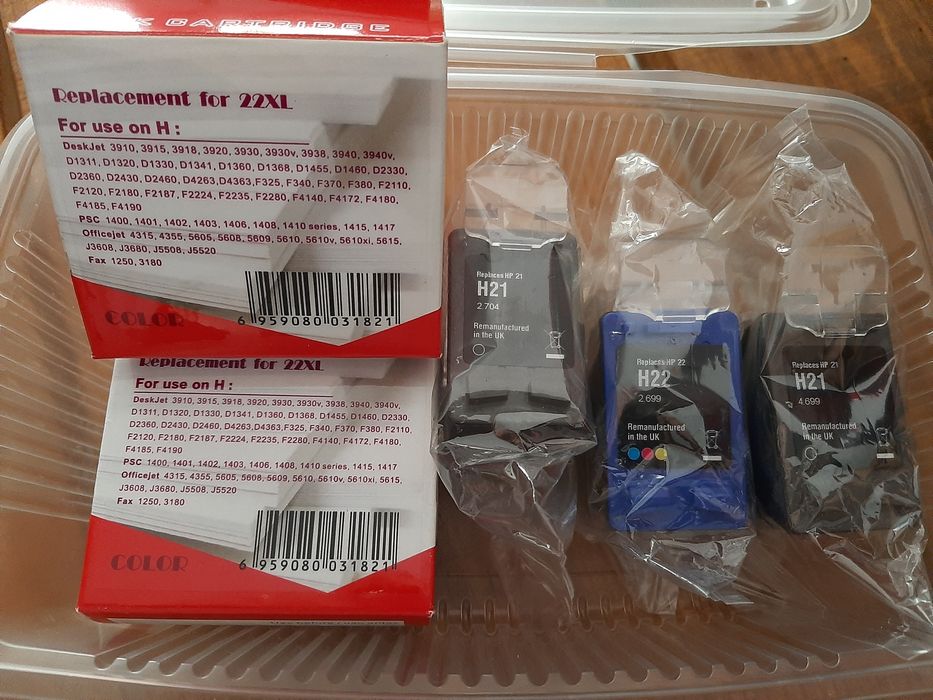 K CARTRIDGE
Replacement for 22XL
For use on H :
DeskJet 3910, 3915, 3918, 3920, 3930, 3930v, 3938, 3940, 3940v,
D1311, D1320, D1330, D1341, D1360, D1368, D1455, D1460, D2330,
D2360, D2430, D2460, D4263,D4363, F325, F340, F370, F380, F2110,
F2120, F2180, F2187, F2224, F2235, F2280, F4140, F4172, F4180,
F4185, F4190
PSC 1400, 1401, 1402, 1403, 1406, 1408, 1410 series, 1415, 1417
Officejet 4315, 4355, 5605, 5608, 5609, 5610, 5610v, 5610xi, 5615,
J3608, J3680, J5508, J5520
Fax 1250, 3180
COLOR
6 959080 031821
Replacement for 22XL
For use on H :
DeskJet 3910, 3915, 3918, 3920, 3930, 3930v, 3938, 3940, 3940v,
D1311, D1320, D1330, D1341, D1360, D1368, D1455, D1460, D2330,
D2360, D2430, D2460, D4263,D4363, F325, F340, F370, F380, F2110,
F2120, F2180, F2187, F2224, F2235, F2280, F4140, F4172, F4180,
F4185, F4190
PSC 1400, 1401, 1402, 1403, 1406, 1408, 1410 series, 1415, 1417
Officejet 4315, 4355, 5605, 5608, 5609, 5610, 5610v, 5610xi, 5615,
J3608, J3680, J5508, J5520
Fax 1250, 3180
COLOR
6 959080 031821
Replaces HP 21
H21
2 704
Remanufactured
in the UK
Replaces HP 22
H22
2 699
Remanufactured
in the UK
Replaces HP 21
H21
4 699
Remanufactured
in the UK